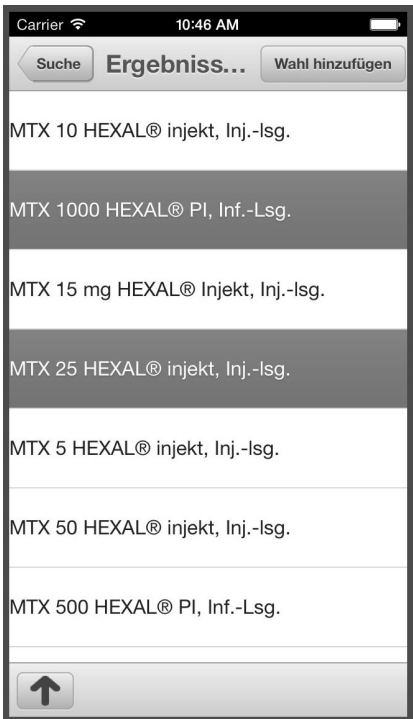 Carrier 10:46 AM
Suche Ergebniss... Wahl hinzufügen
MTX 10 HEXAL® injekt, Inj.-lsg.
MTX 1000 HEXAL® PI, Inf.-Lsg.
MTX 15 mg HEXAL® Injekt, Inj.-lsg.
MTX 25 HEXAL® injekt, Inj.-lsg.
MTX 5 HEXAL® injekt, Inj.-lsg.
MTX 50 HEXAL® injekt, Inj.-lsg.
MTX 500 HEXAL® PI, Inf.-Lsg.